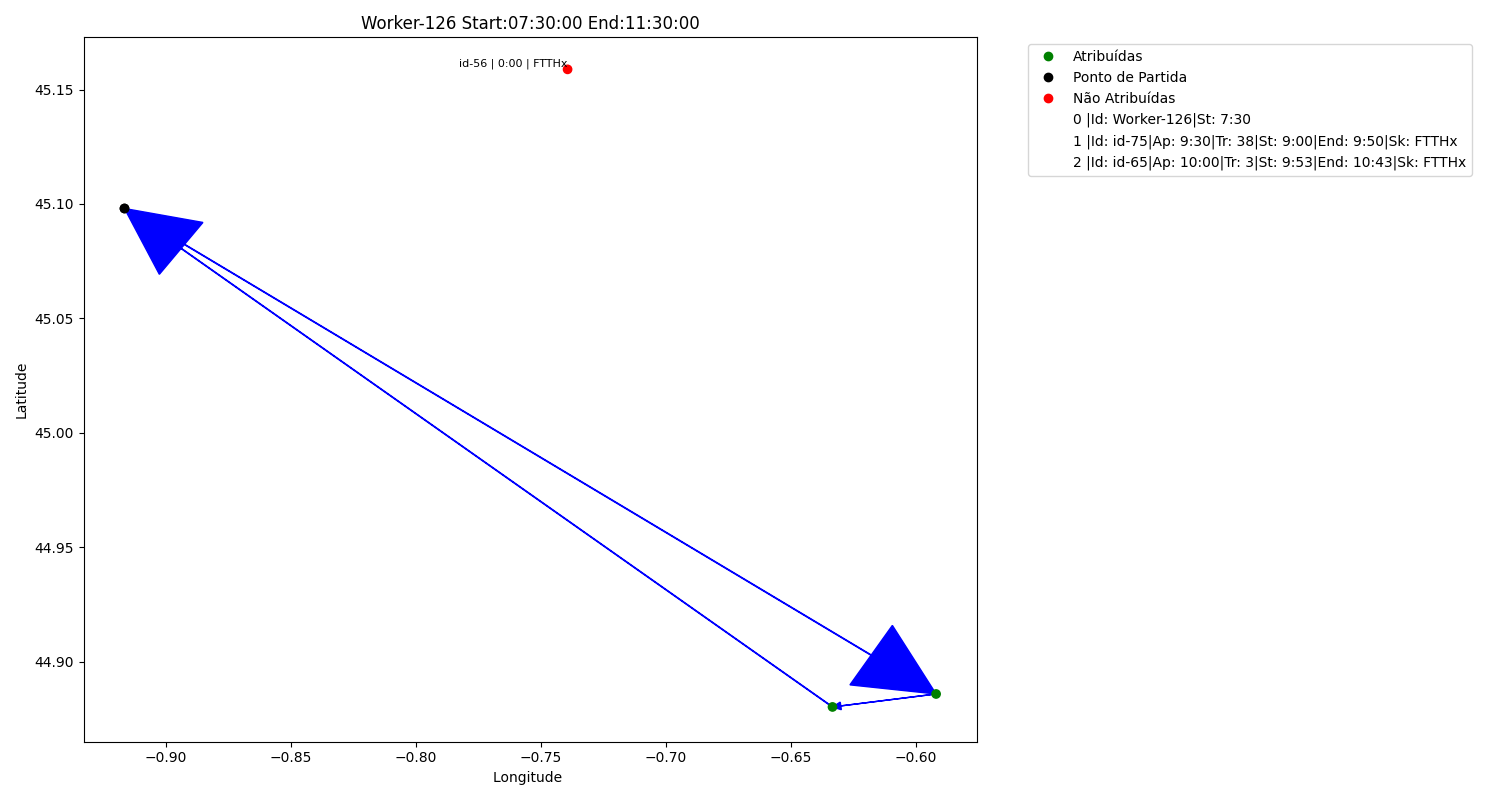 Worker-126 Start:07:30:00 End:11:30:00
id-56 | 0:00 | FTTHx
Atribuídas
Ponto de Partida
Não Atribuídas
0 |Id: Worker-126|St: 7:30
1 |Id: id-75|Ap: 9:30|Tr: 38|St: 9:00|End: 9:50|Sk: FTTHx
2 |Id: id-65|Ap: 10:00|Tr: 3|St: 9:53|End: 10:43|Sk: FTTHx
Latitude
45.15
45.10
45.05
45.00
44.95
44.90
−0.90 −0.85 −0.80 −0.75 −0.70 −0.65 −0.60
Longitude